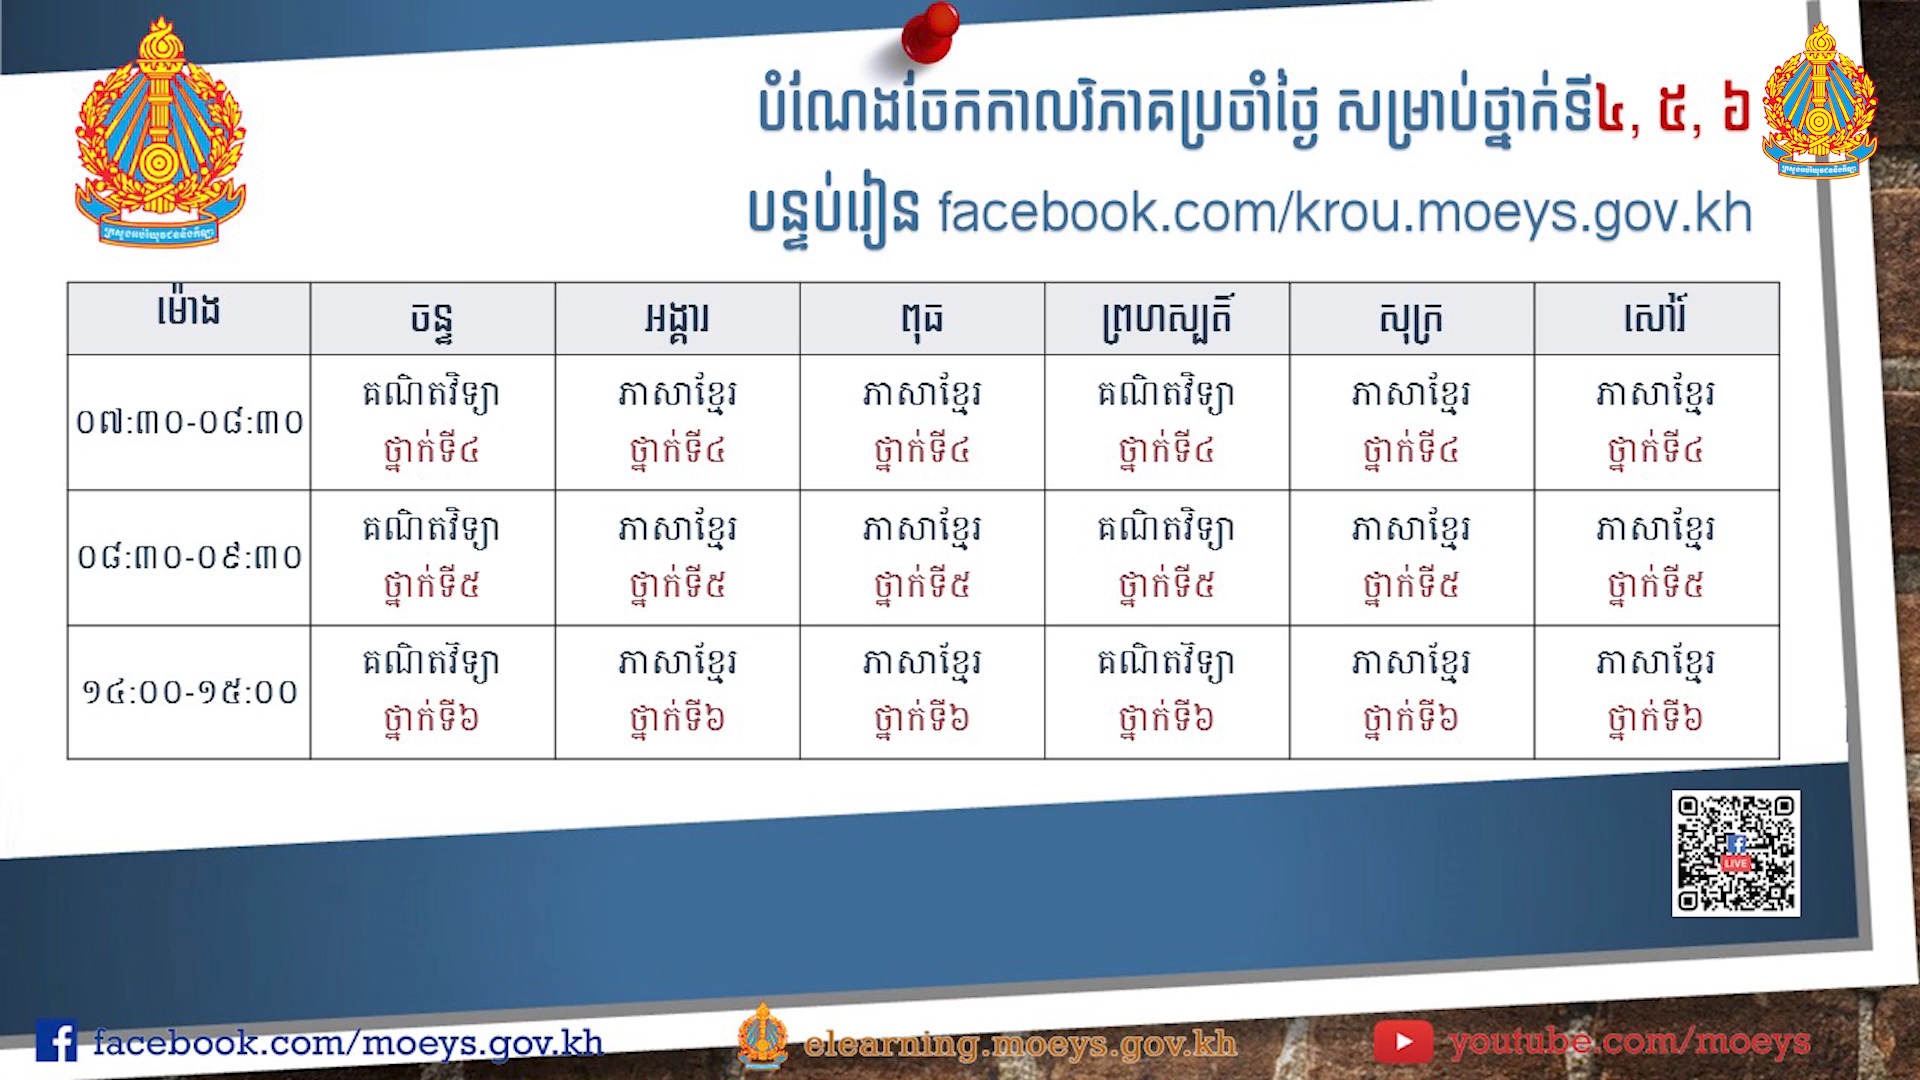 បំណែងចែកកាលវិភាគប្រចាំថ្ងៃ សម្រាប់ថ្នាក់ទី៤, ៥, ៦
បន្ទប់រៀន facebook.com/krou.moeys.gov.kh
ម៉ោង ចន្ទ អង្គារ ពុធ ព្រហស្បតិ៍ សុក្រ សៅរ៍
០៧:៣០-០៨:៣០ គណិតវិទ្យា ភាសាខ្មែរ ភាសាខ្មែរ គណិតវិទ្យា ភាសាខ្មែរ ភាសាខ្មែរ
ថ្នាក់ទី៤ ថ្នាក់ទី៤ ថ្នាក់ទី៤ ថ្នាក់ទី៤ ថ្នាក់ទី៤ ថ្នាក់ទី៤
០៨:៣០-០៩:៣០ គណិតវិទ្យា ភាសាខ្មែរ ភាសាខ្មែរ គណិតវិទ្យា ភាសាខ្មែរ ភាសាខ្មែរ
ថ្នាក់ទី៥ ថ្នាក់ទី៥ ថ្នាក់ទី៥ ថ្នាក់ទី៥ ថ្នាក់ទី៥ ថ្នាក់ទី៥
១៤:០០-១៥:០០ គណិតវិទ្យា ភាសាខ្មែរ ភាសាខ្មែរ គណិតវិទ្យា ភាសាខ្មែរ ភាសាខ្មែរ
ថ្នាក់ទី៦ ថ្នាក់ទី៦ ថ្នាក់ទី៦ ថ្នាក់ទី៦ ថ្នាក់ទី៦ ថ្នាក់ទី៦
LIVE
facebook.com/moeys.gov.kh elearning.moeys.gov.kh youtube.com/moeys